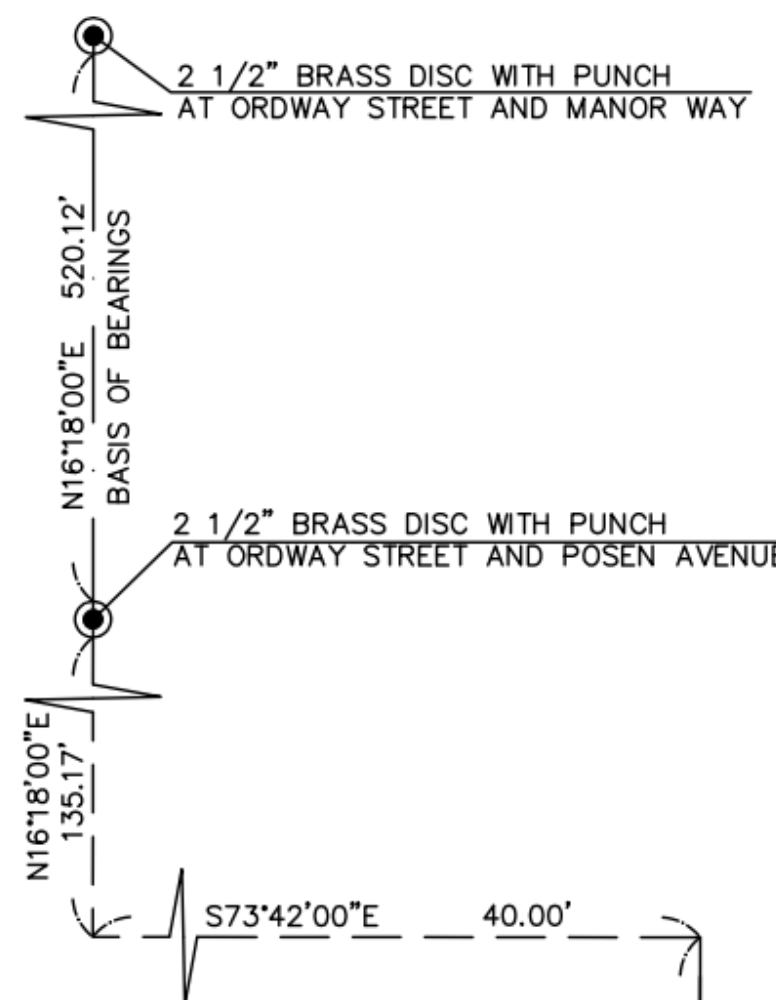 2 1/2" BRASS DISC WITH PUNCH
AT ORDWAY STREET AND MANOR WAY
N16°18'00"E 520.12'
BASIS OF BEARINGS
2 1/2" BRASS DISC WITH PUNCH
AT ORDWAY STREET AND POSEN AVENUE
N16°18'00"E
135.17'
S73°42'00"E 40.00'